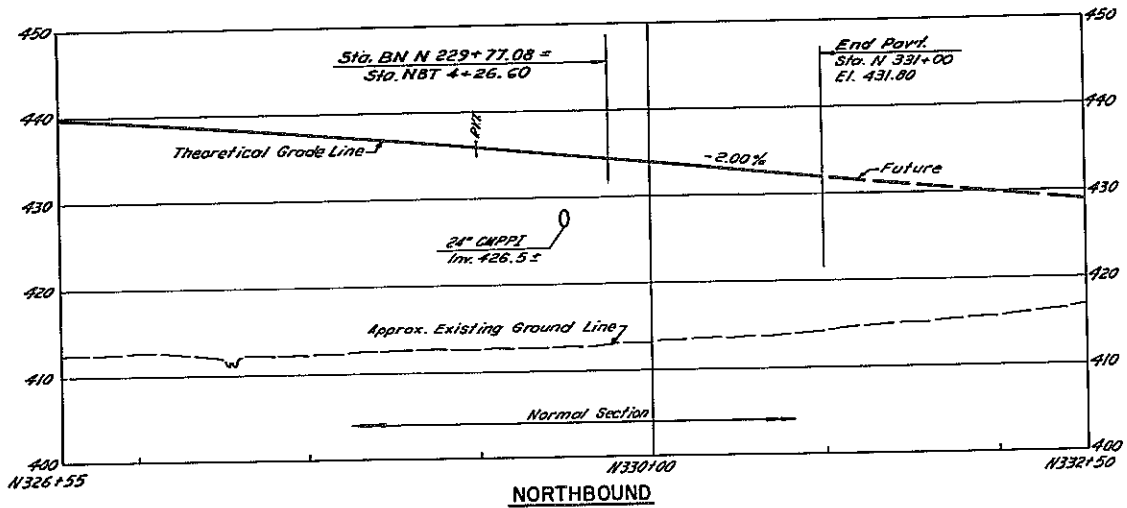 450
450
Sta. BN N 229+77.08 =
Sta. NBT 4+26.60
End Pav't.
Sta. N 331+00
El. 431.80
440
440
Theoretical Grade Line
-2.00%
Future
430
430
24" CMPPI
Inv. 426.5 ±
420
420
Approx. Existing Ground Line
410
410
Normal Section
400
400
N326+55
N330+00
N332+50
NORTHBOUND